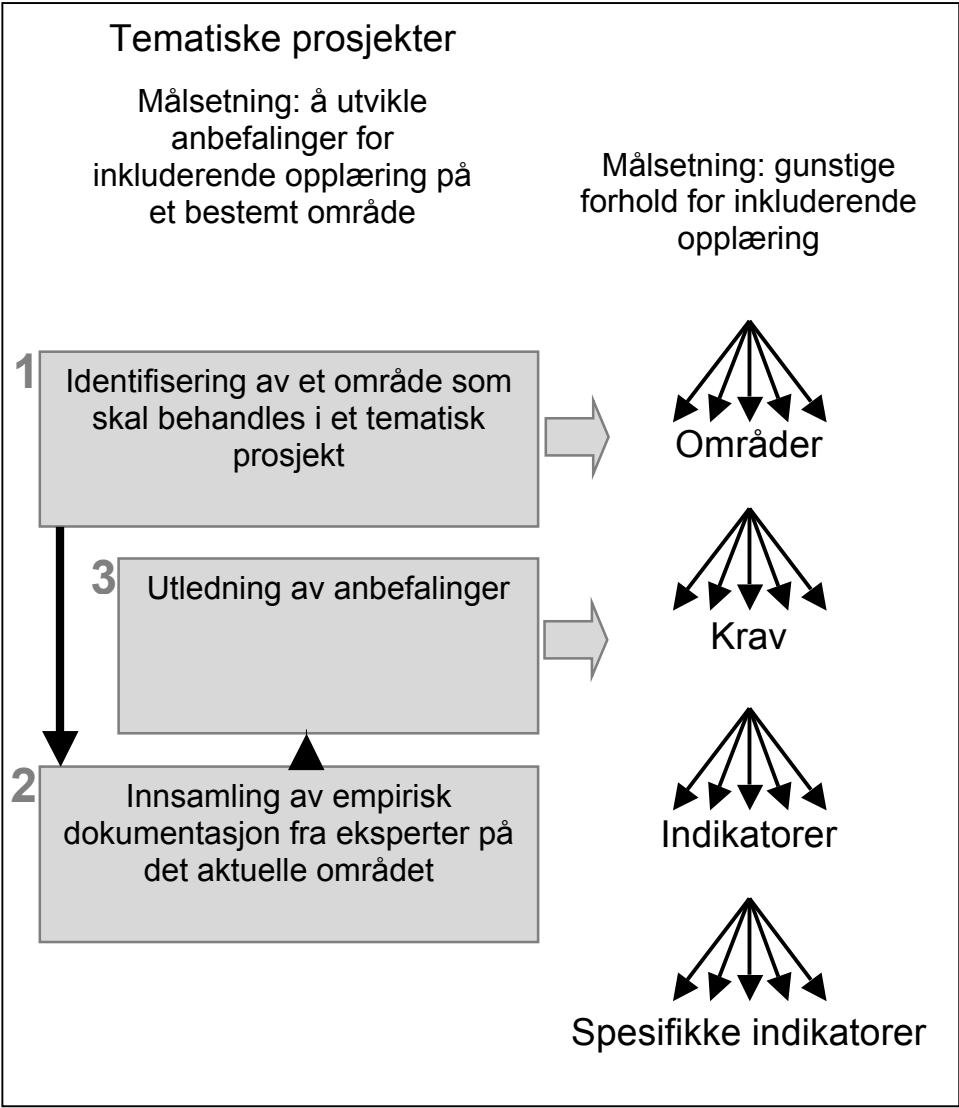 Tematiske prosjekter
Målsetning: å utvikle
anbefalinger for
inkluderende opplæring på
et bestemt område
Målsetning: gunstige
forhold for inkluderende
opplæring
1
Identifisering av et område som
skal behandles i et tematisk
prosjekt
Områder
3
Utledning av anbefalinger
Krav
2
Innsamling av empirisk
dokumentasjon fra eksperter på
det aktuelle området
Indikatorer
Spesifikke indikatorer